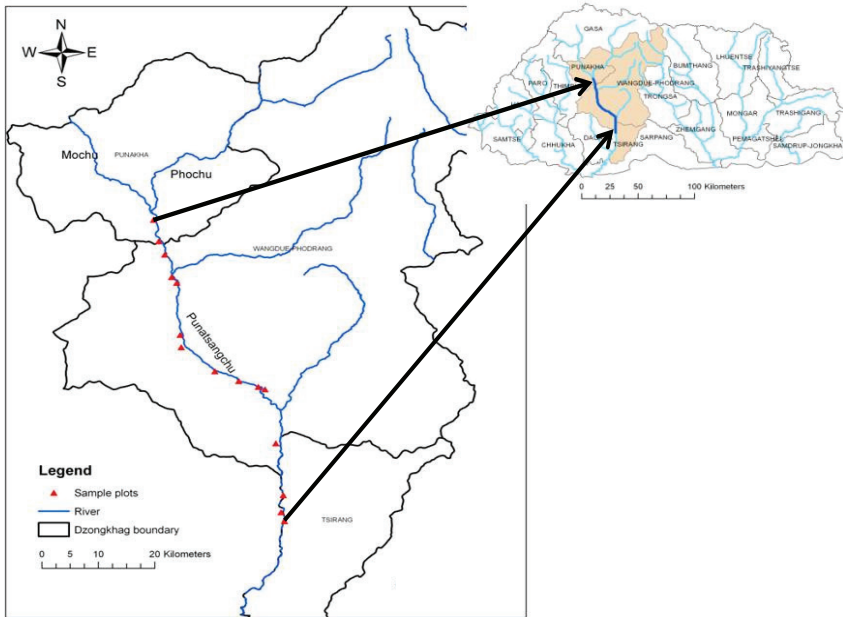 N
W E
S
Mochu
PUNAKHA
Phochu
WANGDUE-PHODRANG
Punatsangchu
TSIRANG
Legend
Sample plots
River
Dzongkhag boundary
0 5 10 20 Kilometers
GASA
PUNAKHA
LHUENTSE
TRASHIYANGTSE
BUMTHANG
PARO
WANGDUE-PHODRANG
TRONGSA
MONGAR
TRASHIGANG
ZHEMGANG
SAMTSE
CHHUKHA
TSIRANG
SARPANG
PEMAGATSHEL
SAMDRUP-JONGKHA
0 25 50 100 Kilometers